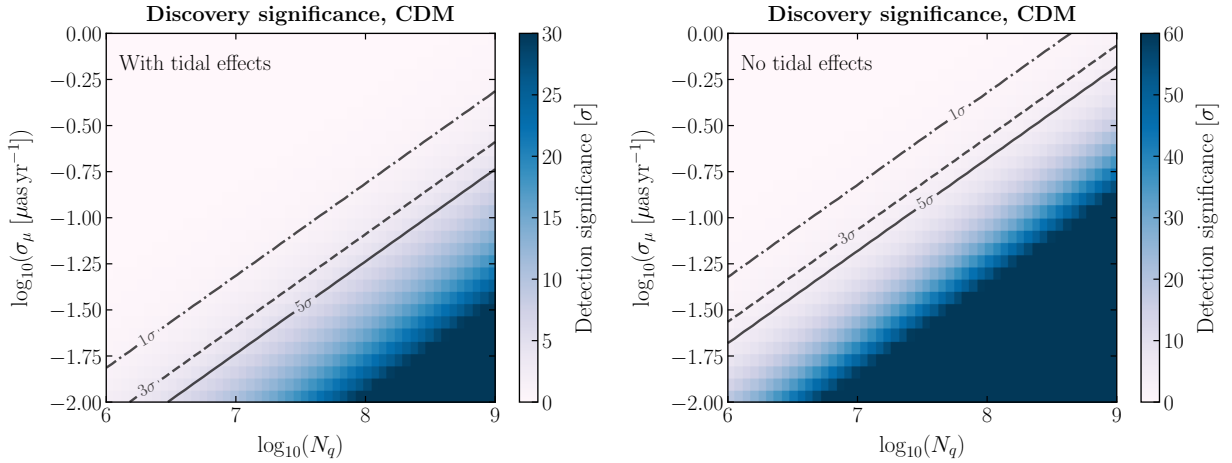 Discovery significance, CDM
With tidal effects
1σ
3σ
5σ
0.00
−0.25
−0.50
−0.75
−1.00
−1.25
−1.50
−1.75
−2.00
log10(σμ [μas yr−1])
6
7
8
9
log10(Nq)
30
25
20
15
10
5
0
Detection significance [σ]
Discovery significance, CDM
No tidal effects
1σ
3σ
5σ
0.00
−0.25
−0.50
−0.75
−1.00
−1.25
−1.50
−1.75
−2.00
log10(σμ [μas yr−1])
6
7
8
9
log10(Nq)
60
50
40
30
20
10
0
Detection significance [σ]